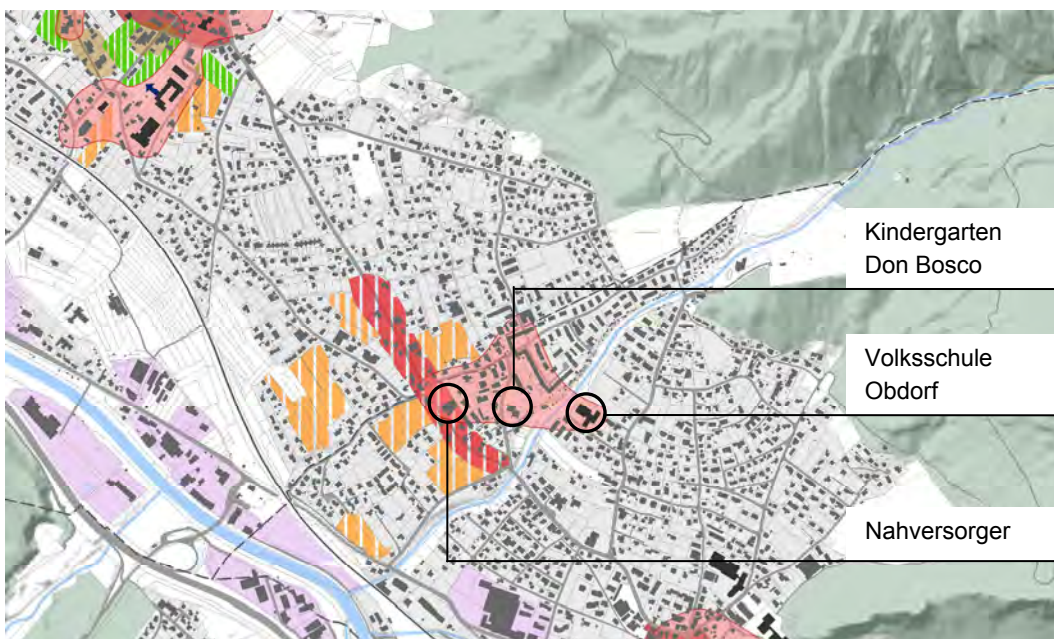 Kindergarten
Don Bosco
Volksschule
Obdorf
Nahversorger